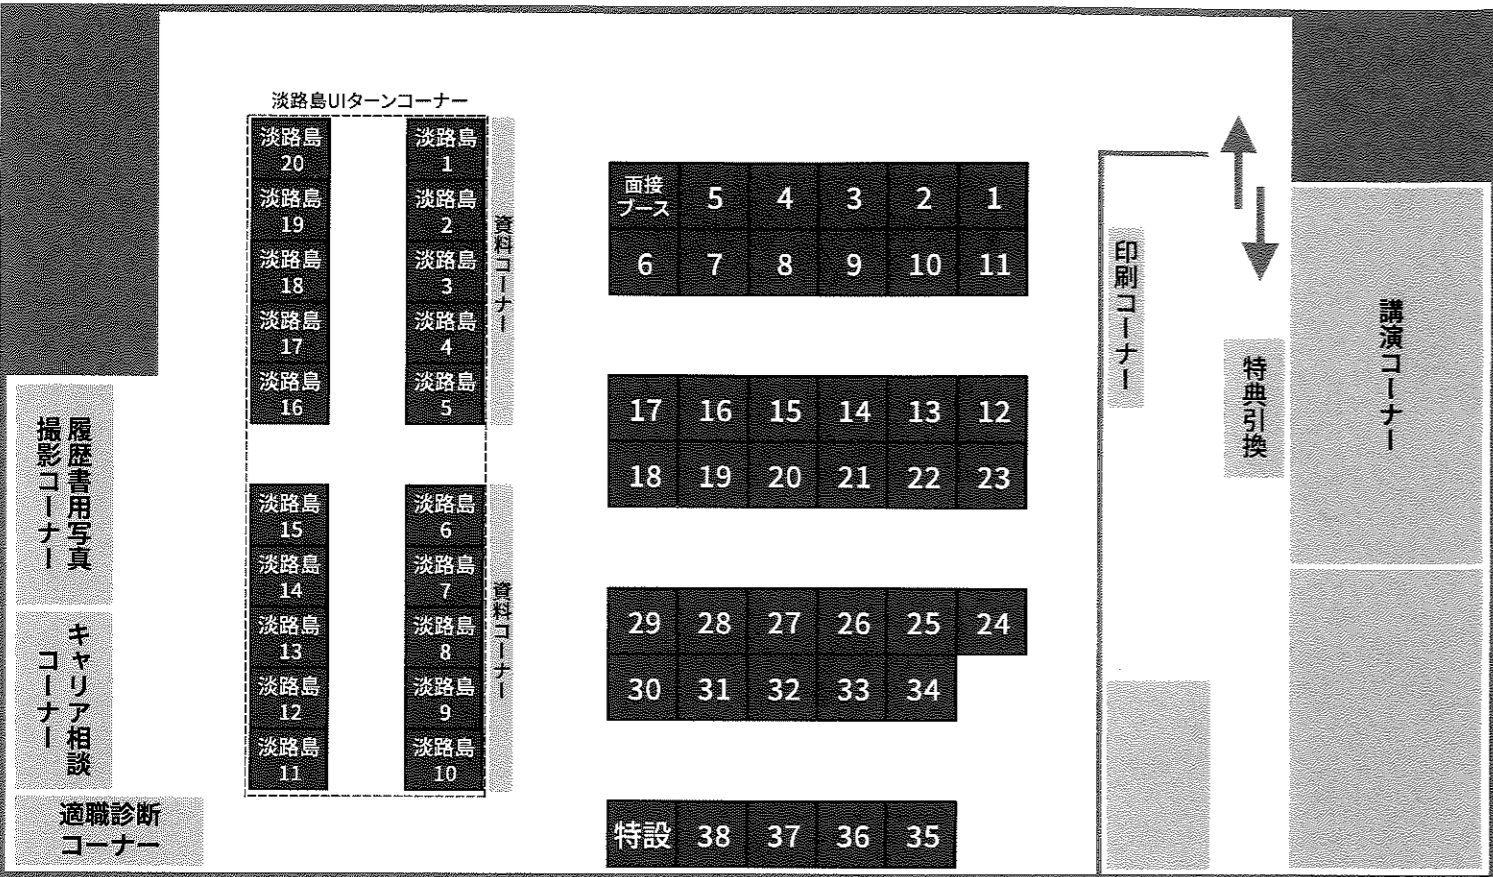 淡路島UIターンコーナー
淡路島
20
淡路島
1
淡路島
19
淡路島
2
淡路島
18
淡路島
3
淡路島
17
淡路島
4
淡路島
16
淡路島
5
資料コーナー
淡路島
15
淡路島
6
淡路島
14
淡路島
7
淡路島
13
淡路島
8
淡路島
12
淡路島
9
淡路島
11
淡路島
10
資料コーナー
面接
ブース
5 4 3 2 1
6 7 8 9 10 11
17 16 15 14 13 12
18 19 20 21 22 23
29 28 27 26 25 24
30 31 32 33 34
特設 38 37 36 35
印刷コーナー
特典引換
講演コーナー
履歴書用写真
撮影コーナー
キャリア相談
コーナー
適職診断
コーナー